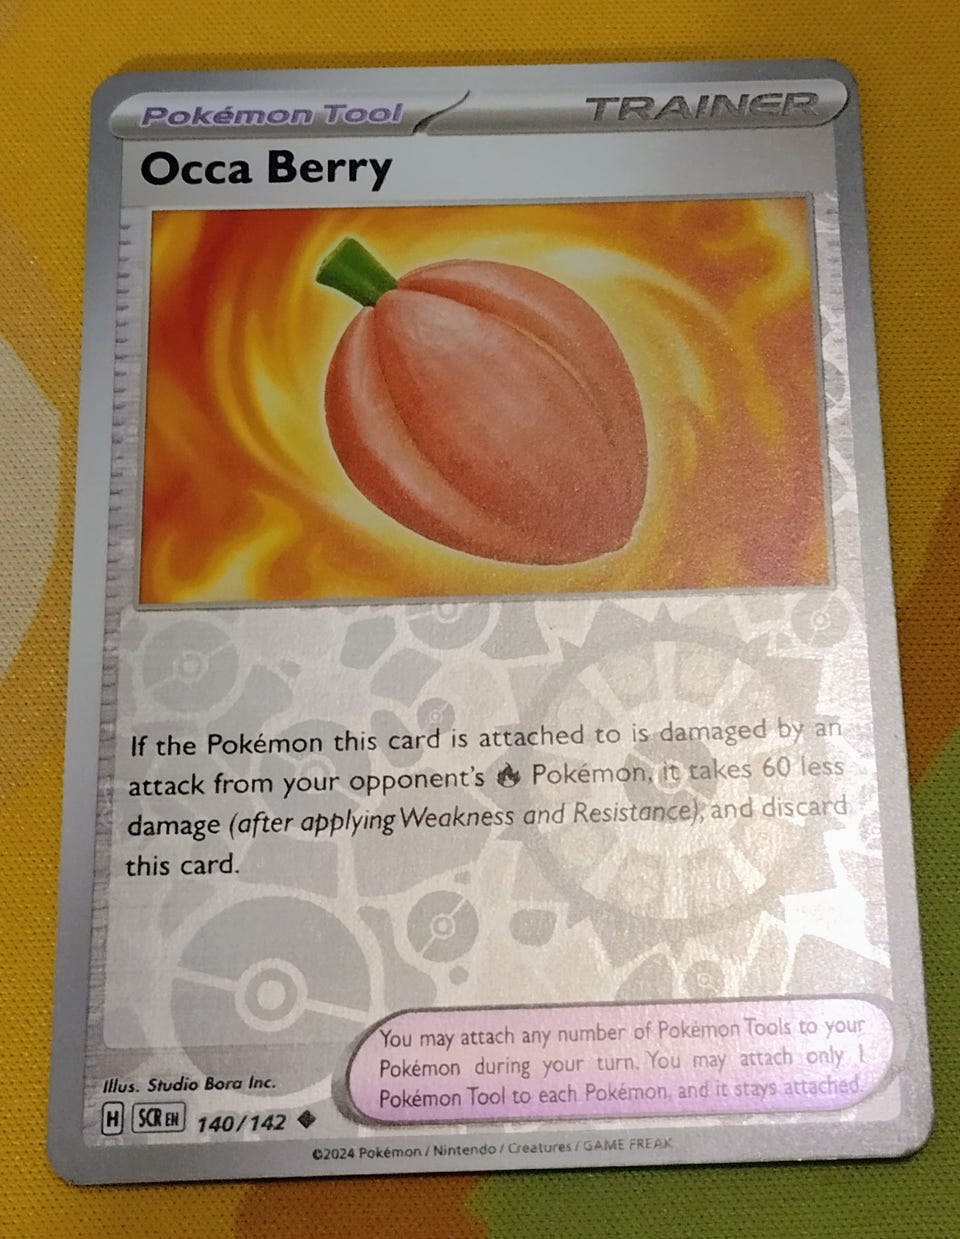 Pokémon Tool TRAINER
Occa Berry
If the Pokémon this card is attached to is damaged by an
attack from your opponent's Pokémon, it takes 60 less
damage (after applying Weakness and Resistance), and discard
this card.
You may attach any number of Pokémon Tools to your
Pokémon during your turn. You may attach only 1
Pokémon Tool to each Pokémon, and it stays attached.
Illus. Studio Bora Inc.
H SCR EN 140/142
©2024 Pokémon / Nintendo / Creatures / GAME FREAK